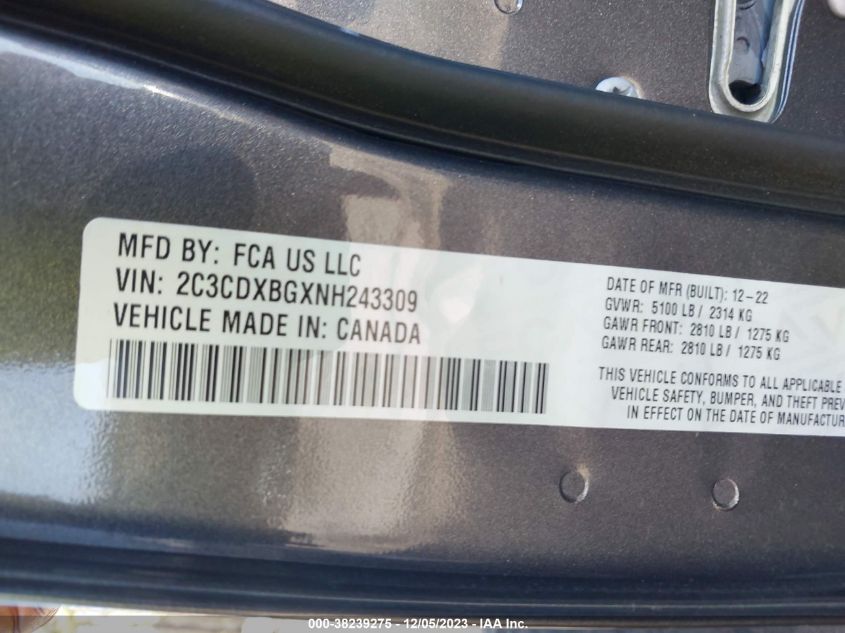 MFD BY: FCA US LLC
VIN: 2C3CDXBGXNH243309
VEHICLE MADE IN: CANADA
DATE OF MFR (BUILT): 12-22
GVWR: 5100 LB / 2314 KG
GAWR FRONT: 2810 LB / 1275 KG
GAWR REAR: 2810 LB / 1275 KG
THIS VEHICLE CONFORMS TO ALL APPLICABLE
VEHICLE SAFETY, BUMPER, AND THEFT PREV
IN EFFECT ON THE DATE OF MANUFACTUR
000-38239275 - 12/05/2023 - IAA Inc.